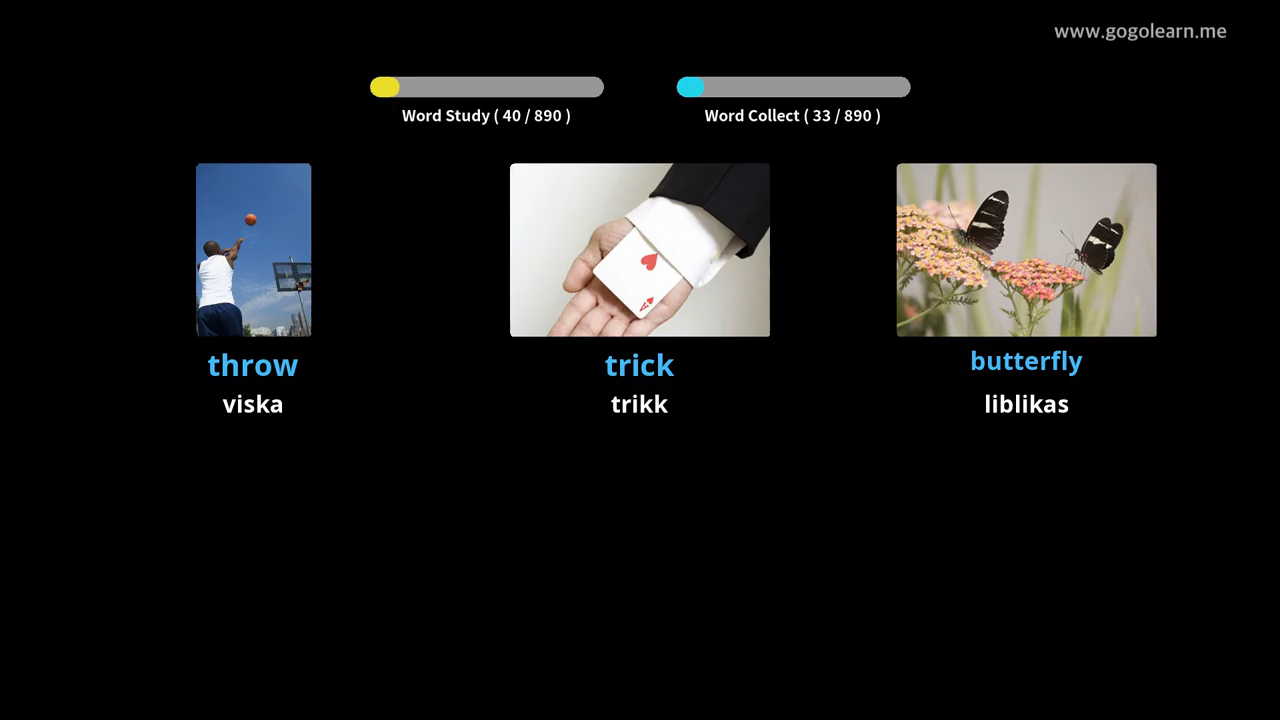 www.gogolearn.me
Word Study ( 40 / 890 )
Word Collect ( 33 / 890 )
throw
viska
trick
trikk
butterfly
liblikas